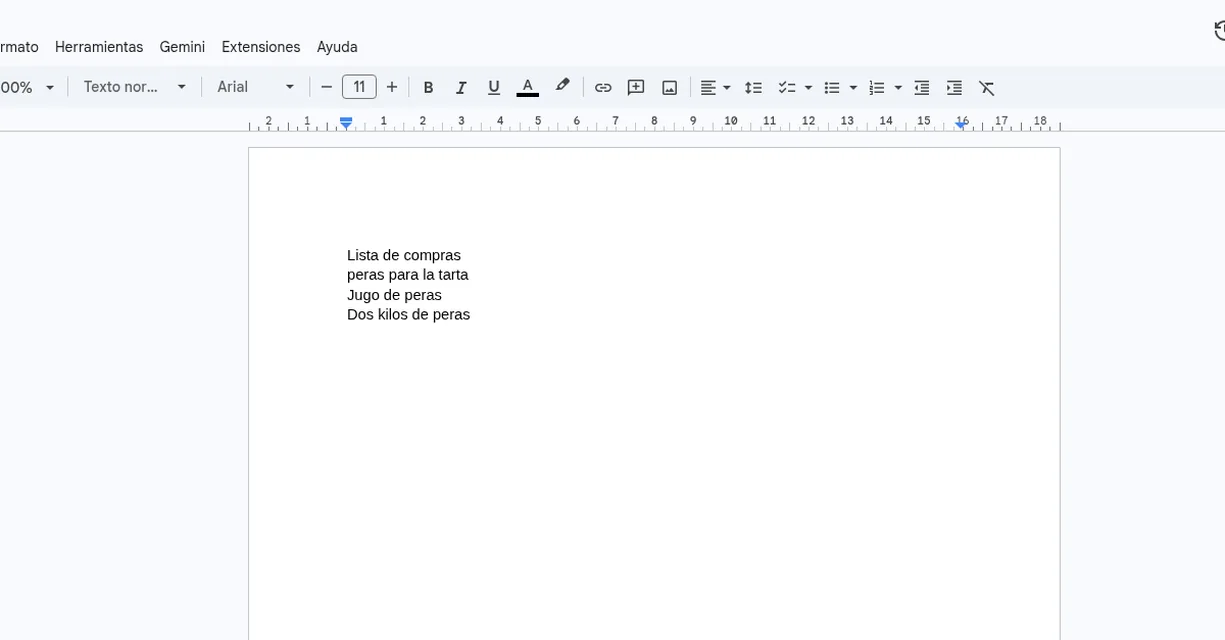 rmato Herramientas Gemini Extensiones Ayuda
00% Texto nor... Arial 11 B I U A
2 1 1 2 3 4 5 6 7 8 9 10 11 12 13 14 15 16 17 18
Lista de compras
peras para la tarta
Jugo de peras
Dos kilos de peras